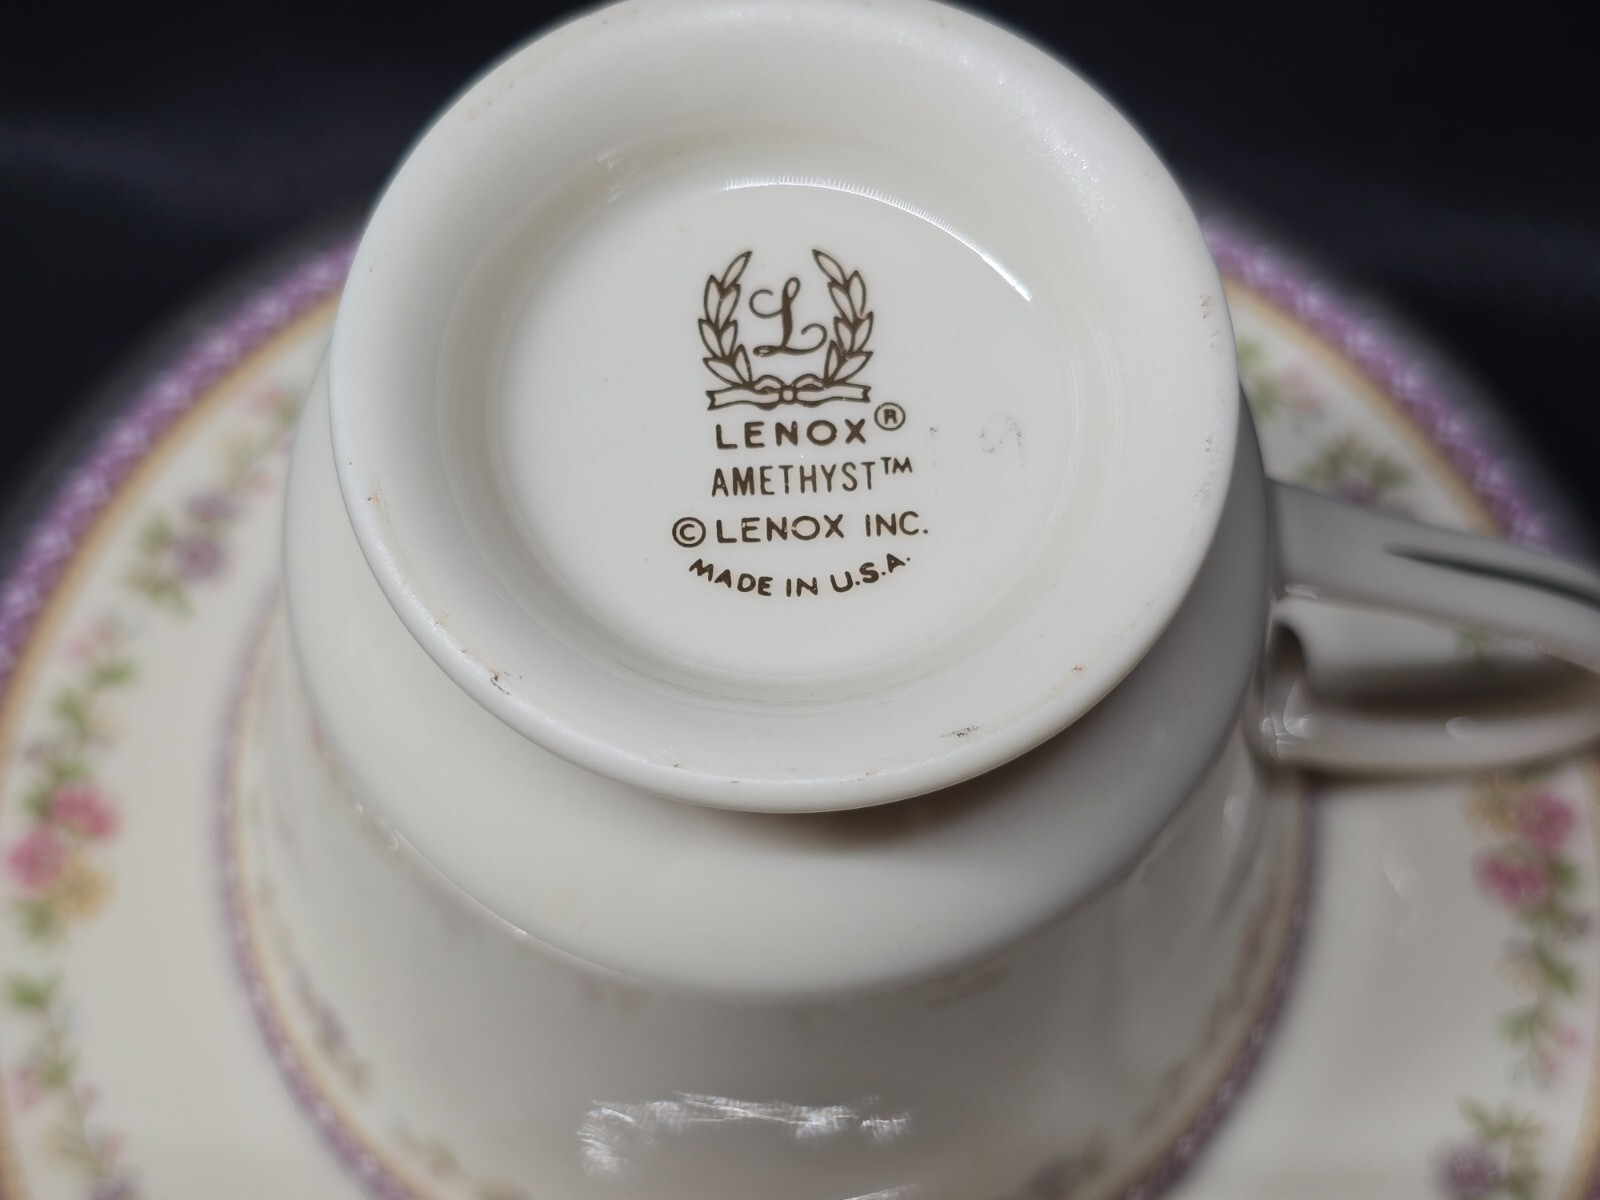 L
LENOX®
AMETHYST™
© LENOX INC.
MADE IN U.S.A.